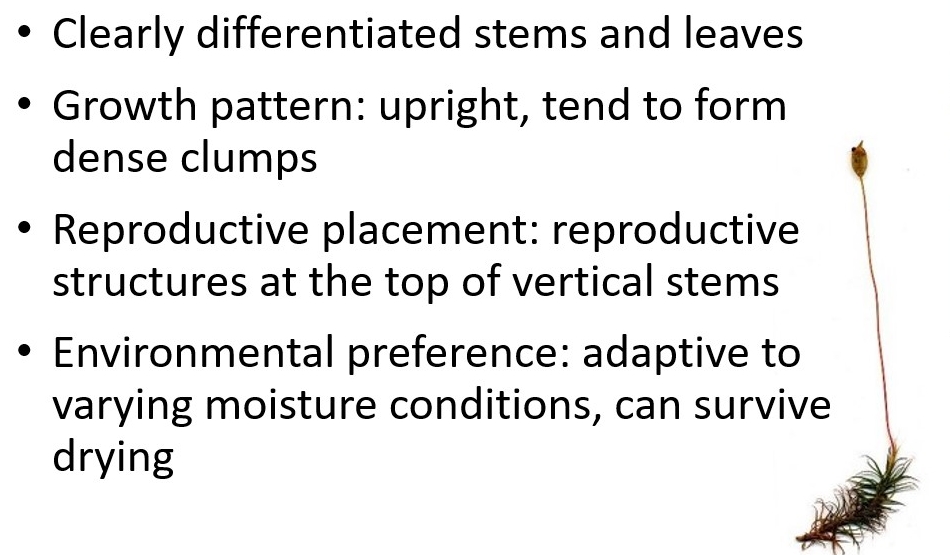 • Clearly differentiated stems and leaves
• Growth pattern: upright, tend to form
dense clumps
• Reproductive placement: reproductive
structures at the top of vertical stems
• Environmental preference: adaptive to
varying moisture conditions, can survive
drying